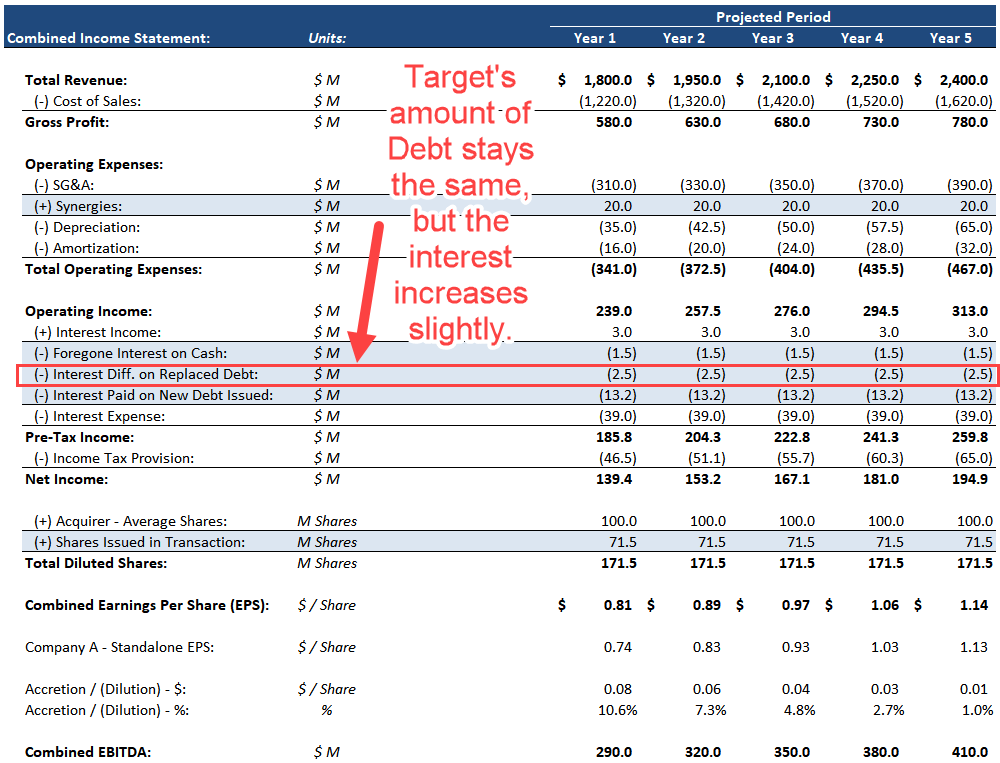 Projected Period
Combined Income Statement: Units: Year 1 Year 2 Year 3 Year 4 Year 5
Total Revenue: $ M $ 1,800.0 $ 1,950.0 $ 2,100.0 $ 2,250.0 $ 2,400.0
(-) Cost of Sales: $ M (1,220.0) (1,320.0) (1,420.0) (1,520.0) (1,620.0)
Gross Profit: $ M 580.0 630.0 680.0 730.0 780.0
Operating Expenses:
(-) SG&A: $ M (310.0) (330.0) (350.0) (370.0) (390.0)
(+) Synergies: $ M 20.0 20.0 20.0 20.0 20.0
(-) Depreciation: $ M (35.0) (42.5) (50.0) (57.5) (65.0)
(-) Amortization: $ M (16.0) (20.0) (24.0) (28.0) (32.0)
Total Operating Expenses: $ M (341.0) (372.5) (404.0) (435.5) (467.0)
Operating Income: $ M 239.0 257.5 276.0 294.5 313.0
(+) Interest Income: $ M 3.0 3.0 3.0 3.0 3.0
(-) Foregone Interest on Cash: $ M (1.5) (1.5) (1.5) (1.5) (1.5)
(-) Interest Diff. on Replaced Debt: $ M (2.5) (2.5) (2.5) (2.5) (2.5)
(-) Interest Paid on New Debt Issued: $ M (13.2) (13.2) (13.2) (13.2) (13.2)
(-) Interest Expense: $ M (39.0) (39.0) (39.0) (39.0) (39.0)
Pre-Tax Income: $ M 185.8 204.3 222.8 241.3 259.8
(-) Income Tax Provision: $ M (46.5) (51.1) (55.7) (60.3) (65.0)
Net Income: $ M 139.4 153.2 167.1 181.0 194.9
(+) Acquirer - Average Shares: M Shares 100.0 100.0 100.0 100.0 100.0
(+) Shares Issued in Transaction: M Shares 71.5 71.5 71.5 71.5 71.5
Total Diluted Shares: M Shares 171.5 171.5 171.5 171.5 171.5
Combined Earnings Per Share (EPS): $ / Share $ 0.81 $ 0.89 $ 0.97 $ 1.06 $ 1.14
Company A - Standalone EPS: $ / Share 0.74 0.83 0.93 1.03 1.13
Accretion / (Dilution) - $: $ / Share 0.08 0.06 0.04 0.03 0.01
Accretion / (Dilution) - %: % 10.6% 7.3% 4.8% 2.7% 1.0%
Combined EBITDA: $ M 290.0 320.0 350.0 380.0 410.0
Target's
amount of
Debt stays
the same,
but the
interest
increases
slightly.